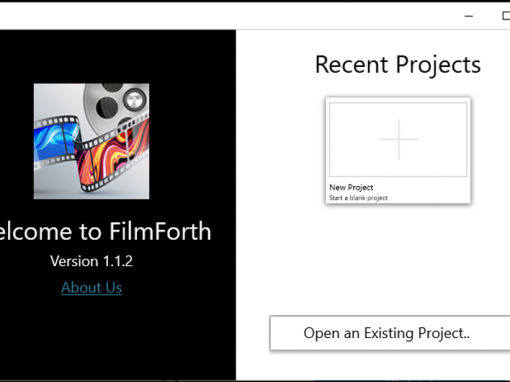 elcome to FilmForth
Version 1.1.2
About Us
Recent Projects
New Project
Start a blank project
Open an Existing Project..